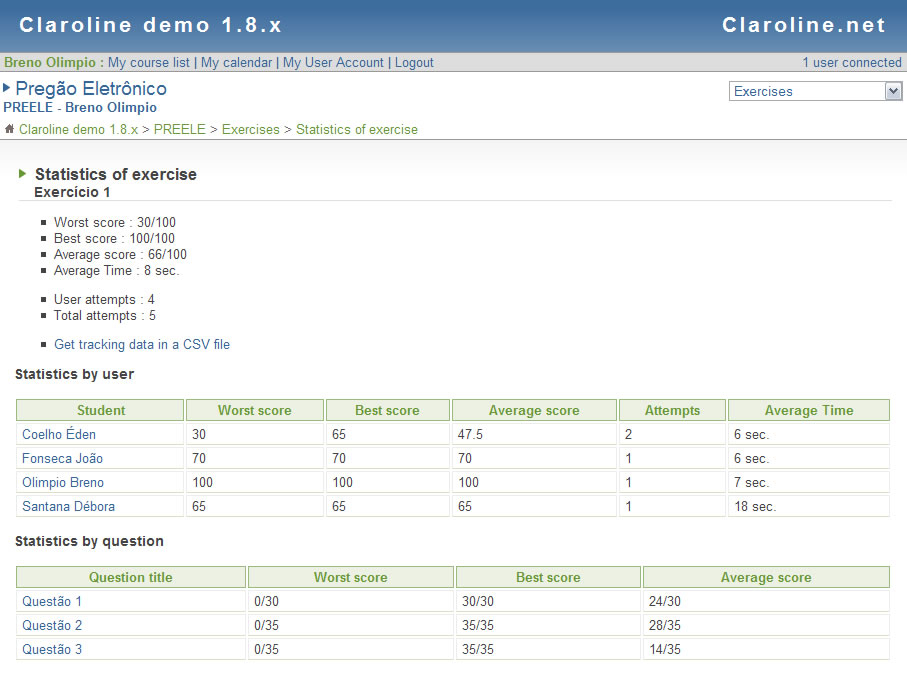 Claroline demo 1.8.x Claroline.net
Breno Olimpio : My course list | My calendar | My User Account | Logout 1 user connected
Pregão Eletrônico Exercises
PREELE - Breno Olimpio
Claroline demo 1.8.x > PREELE > Exercises > Statistics of exercise
Statistics of exercise
Exercício 1
Worst score : 30/100
Best score : 100/100
Average score : 66/100
Average Time : 8 sec.
User attempts : 4
Total attempts : 5
Get tracking data in a CSV file
Statistics by user
Student Worst score Best score Average score Attempts Average Time
Coelho Éden 30 65 47.5 2 6 sec.
Fonseca João 70 70 70 1 6 sec.
Olimpio Breno 100 100 100 1 7 sec.
Santana Débora 65 65 65 1 18 sec.
Statistics by question
Question title Worst score Best score Average score
Questão 1 0/30 30/30 24/30
Questão 2 0/35 35/35 28/35
Questão 3 0/35 35/35 14/35